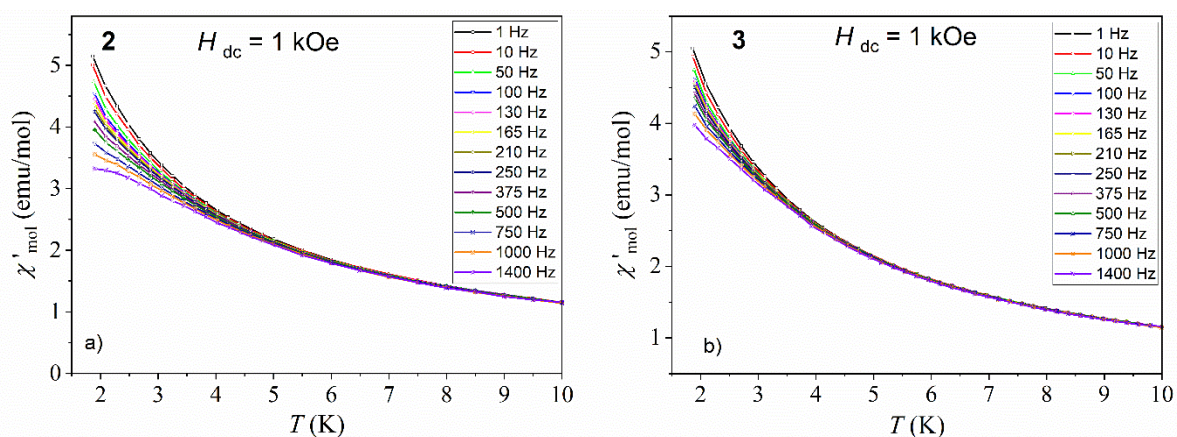 2
H dc = 1 kOe
1 Hz
10 Hz
50 Hz
100 Hz
130 Hz
165 Hz
210 Hz
250 Hz
375 Hz
500 Hz
750 Hz
1000 Hz
1400 Hz
χ'mol (emu/mol)
5
4
3
2
1
0
a)
2 3 4 5 6 7 8 9 10
T (K)
3
H dc = 1 kOe
1 Hz
10 Hz
50 Hz
100 Hz
130 Hz
165 Hz
210 Hz
250 Hz
375 Hz
500 Hz
750 Hz
1000 Hz
1400 Hz
χ'mol (emu/mol)
5
4
3
2
1
b)
2 3 4 5 6 7 8 9 10
T (K)